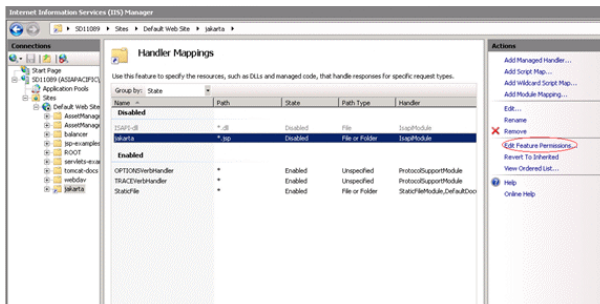 Internet Information Services (IIS) Manager
SD11089 ▸ Sites ▸ Default Web Site ▸ jakarta ▸
Connections
Start Page
SD11089 (ASIAPACIFIC\
Application Pools
Sites
Default Web Site
AssetManag
AssetManag
balancer
jsp-examples
ROOT
servlets-exa
tomcat-docs
webdav
jakarta
Handler Mappings
Use this feature to specify the resources, such as DLLs and managed code, that handle responses for specific request types.
Group by: State
Name Path State Path Type Handler
Disabled
ISAPI-dll *.dll Disabled File IsapiModule
jakarta *.jsp Disabled File or Folder IsapiModule
Enabled
OPTIONSVerbHandler * Enabled Unspecified ProtocolSupportModule
TRACEVerbHandler * Enabled Unspecified ProtocolSupportModule
StaticFile * Enabled File or Folder StaticFileModule,DefaultDoc
Actions
Add Managed Handler...
Add Script Map...
Add Wildcard Script Map...
Add Module Mapping...
Edit...
Rename
Remove
Edit Feature Permissions...
Revert To Inherited
View Ordered List...
Help
Online Help